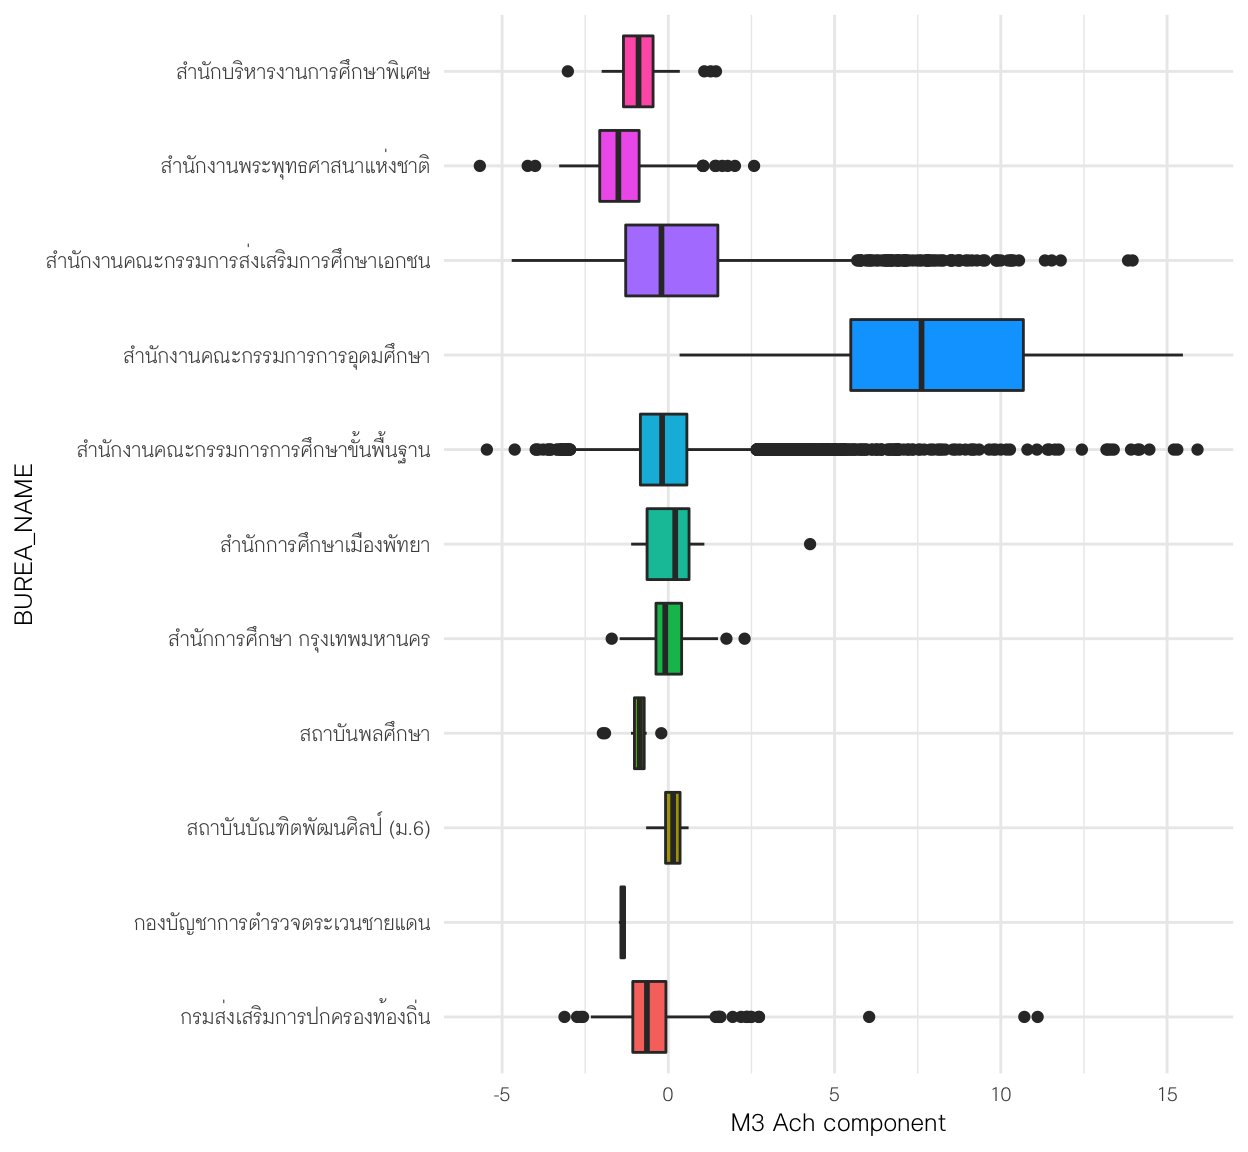 สำนักบริหารงานการศึกษาพิเศษ
สำนักงานพระพุทธศาสนาแห่งชาติ
สำนักงานคณะกรรมการส่งเสริมการศึกษาเอกชน
สำนักงานคณะกรรมการการอุดมศึกษา
สำนักงานคณะกรรมการการศึกษาขั้นพื้นฐาน
สำนักการศึกษาเมืองพัทยา
สำนักการศึกษา กรุงเทพมหานคร
สถาบันพลศึกษา
สถาบันบัณฑิตพัฒนศิลป์ (ม.6)
กองบัญชาการตำรวจตระเวนชายแดน
กรมส่งเสริมการปกครองท้องถิ่น
BUREA_NAME
-5 0 5 10 15
M3 Ach component